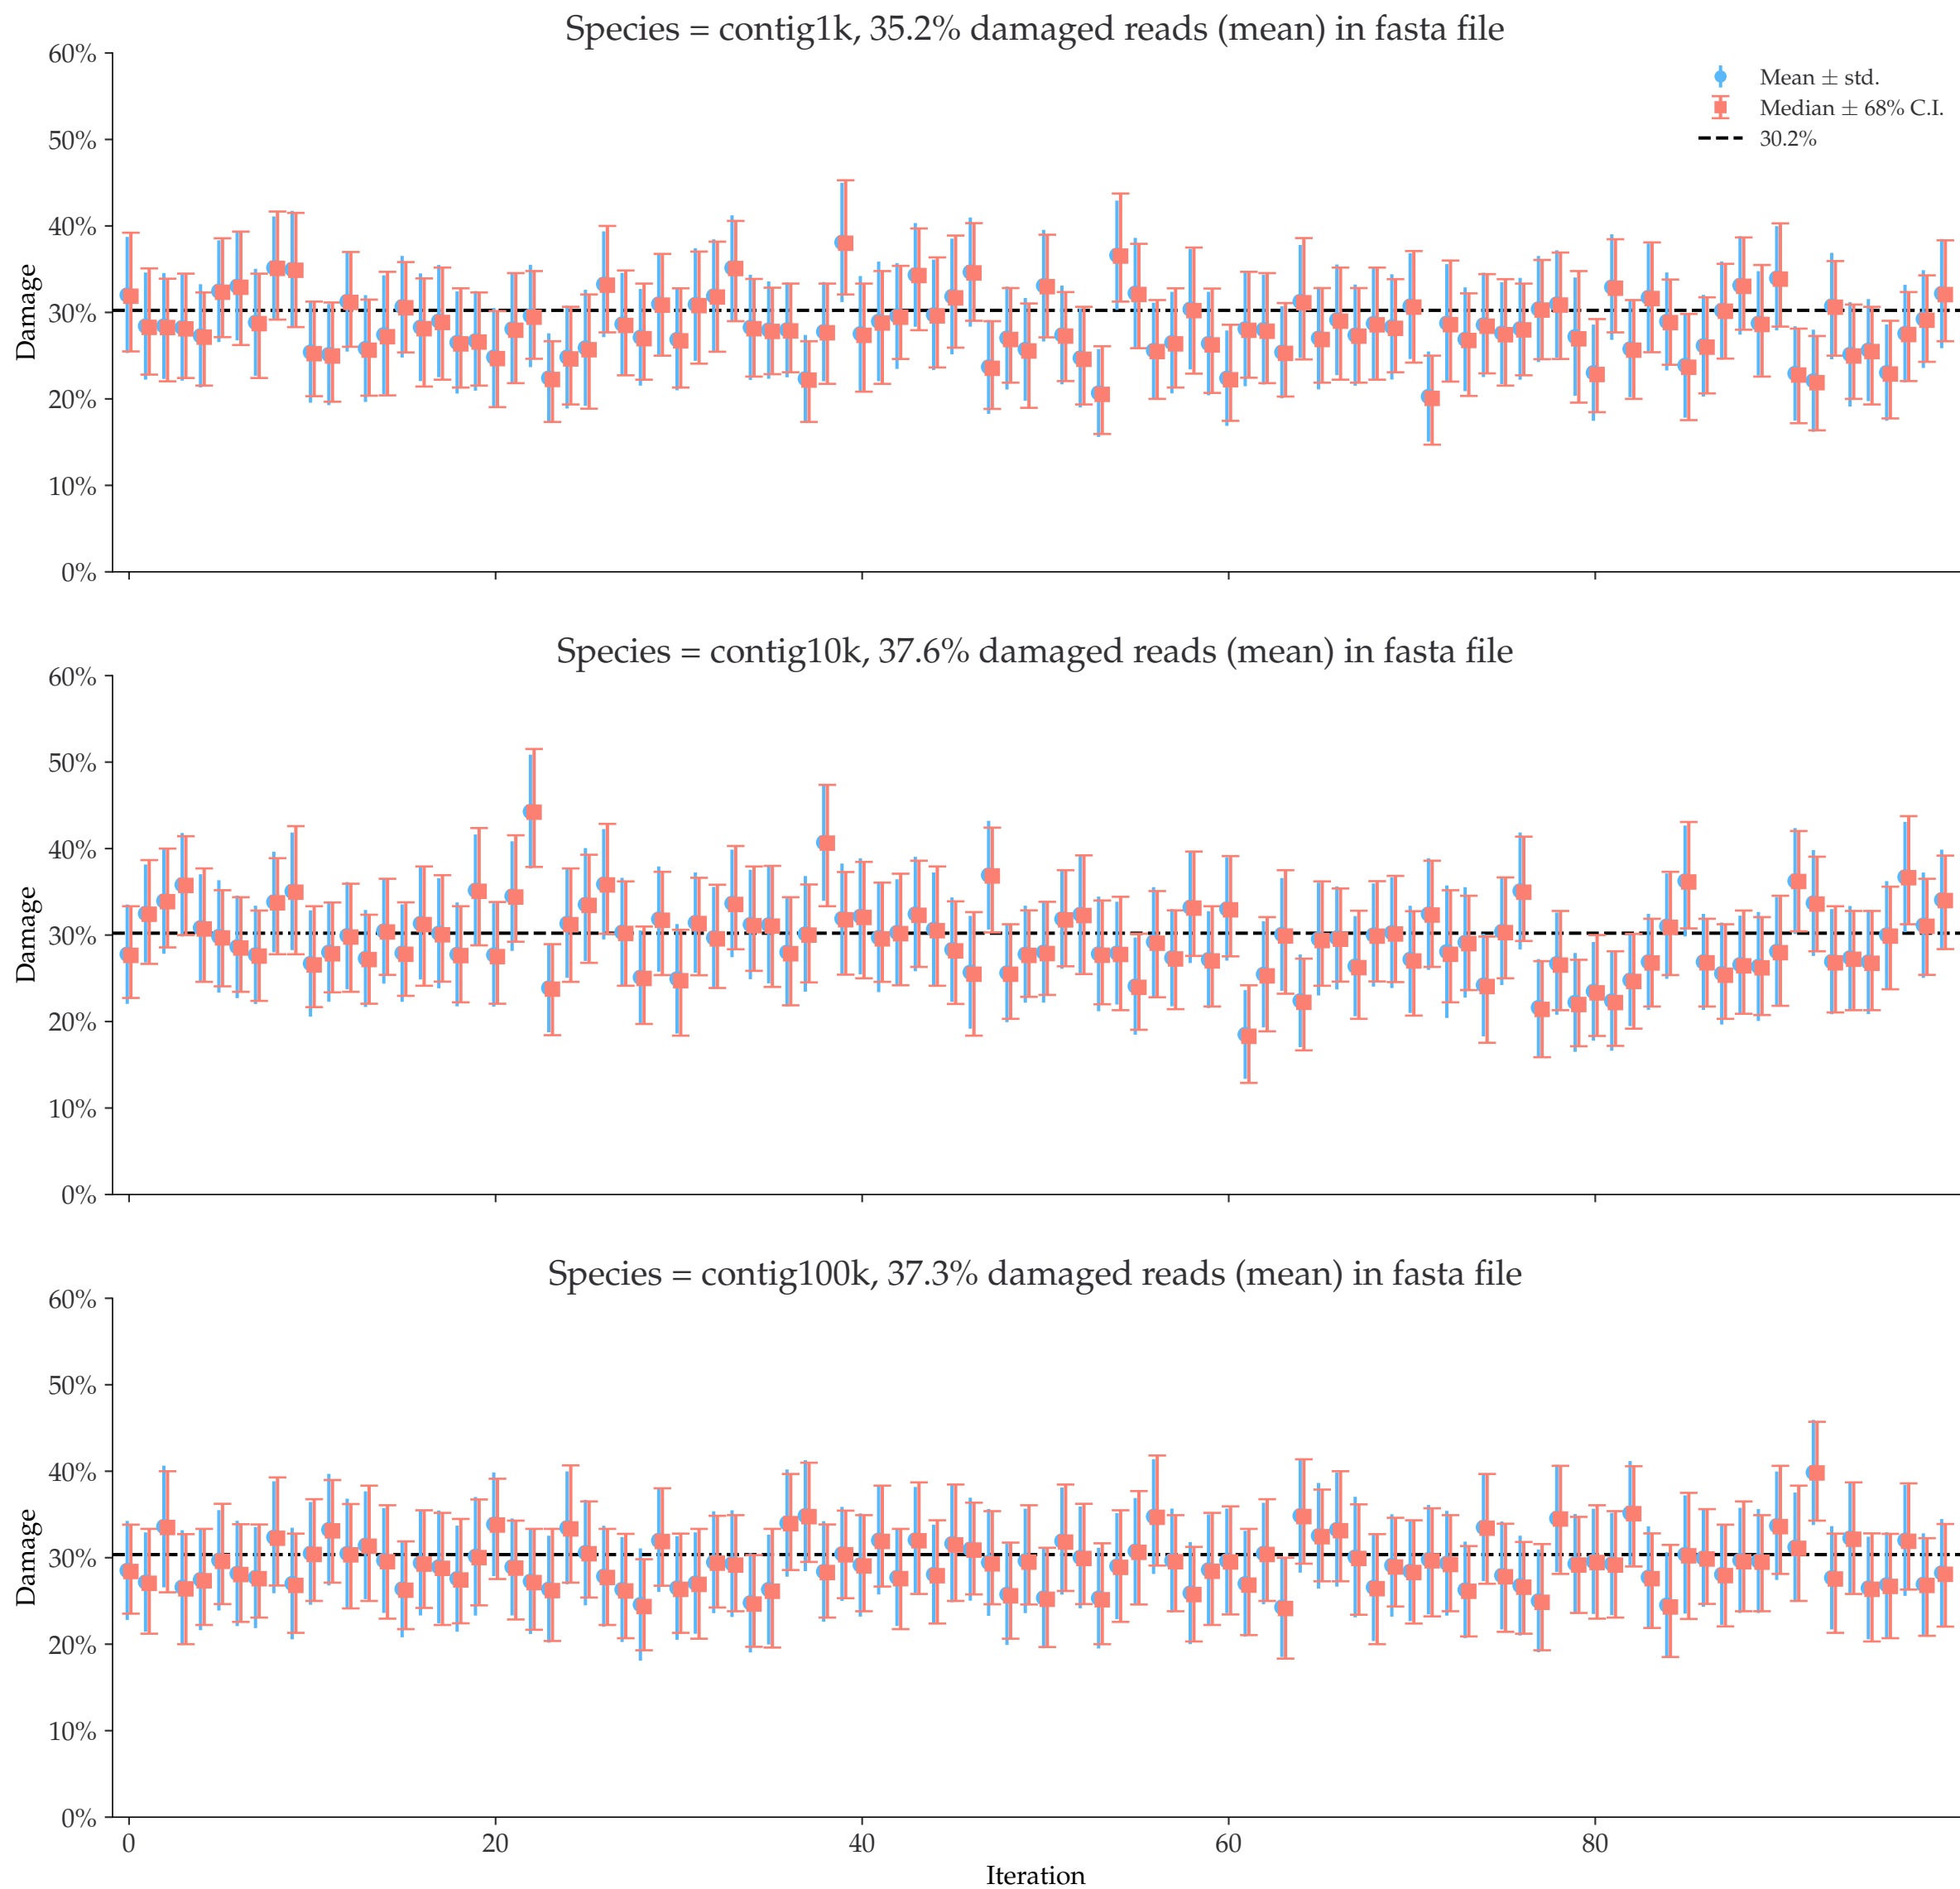 Species = contig1k, 35.2% damaged reads (mean) in fasta file
60%
50%
40%
30%
20%
10%
0%
Damage
Mean ± std.
Median ± 68% C.I.
30.2%
Species = contig10k, 37.6% damaged reads (mean) in fasta file
60%
50%
40%
30%
20%
10%
0%
Damage
Species = contig100k, 37.3% damaged reads (mean) in fasta file
60%
50%
40%
30%
20%
10%
0%
Damage
0 20 40 60 80
Iteration